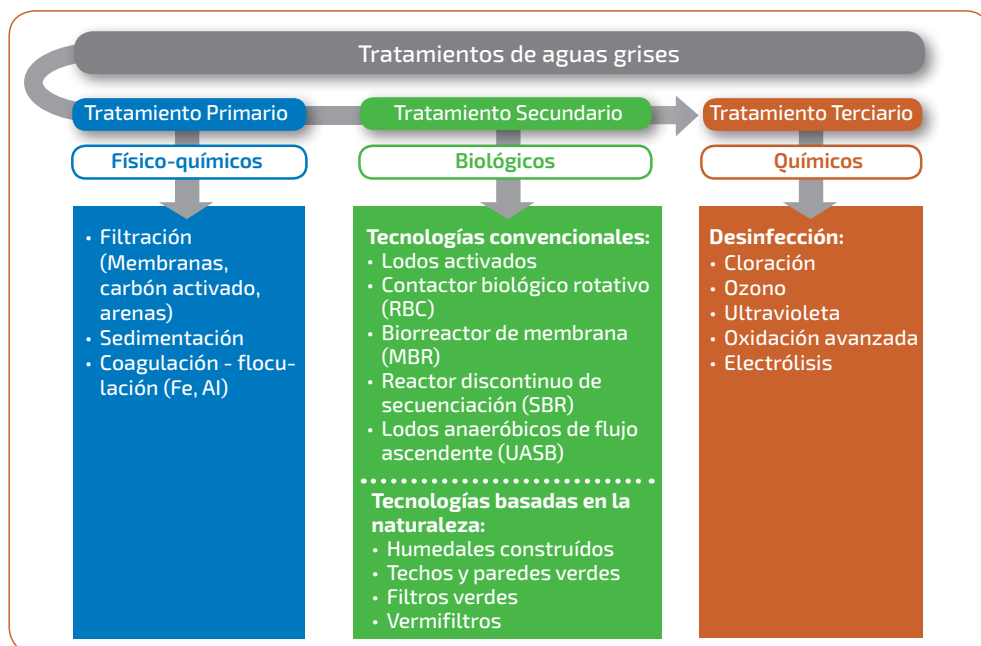 Tratamientos de aguas grises
Tratamiento Primario
Tratamiento Secundario
Tratamiento Terciario
Físico-químicos
Biológicos
Químicos
• Filtración
(Membranas,
carbón activado,
arenas)
• Sedimentación
• Coagulación - flocu-
lación (Fe, Al)
Tecnologías convencionales:
• Lodos activados
• Contactor biológico rotativo
(RBC)
• Biorreactor de membrana
(MBR)
• Reactor discontinuo de
secuenciación (SBR)
• Lodos anaeróbicos de flujo
ascendente (UASB)
Tecnologías basadas en la
naturaleza:
• Humedales construídos
• Techos y paredes verdes
• Filtros verdes
• Vermifiltros
Desinfección:
• Cloración
• Ozono
• Ultravioleta
• Oxidación avanzada
• Electrólisis